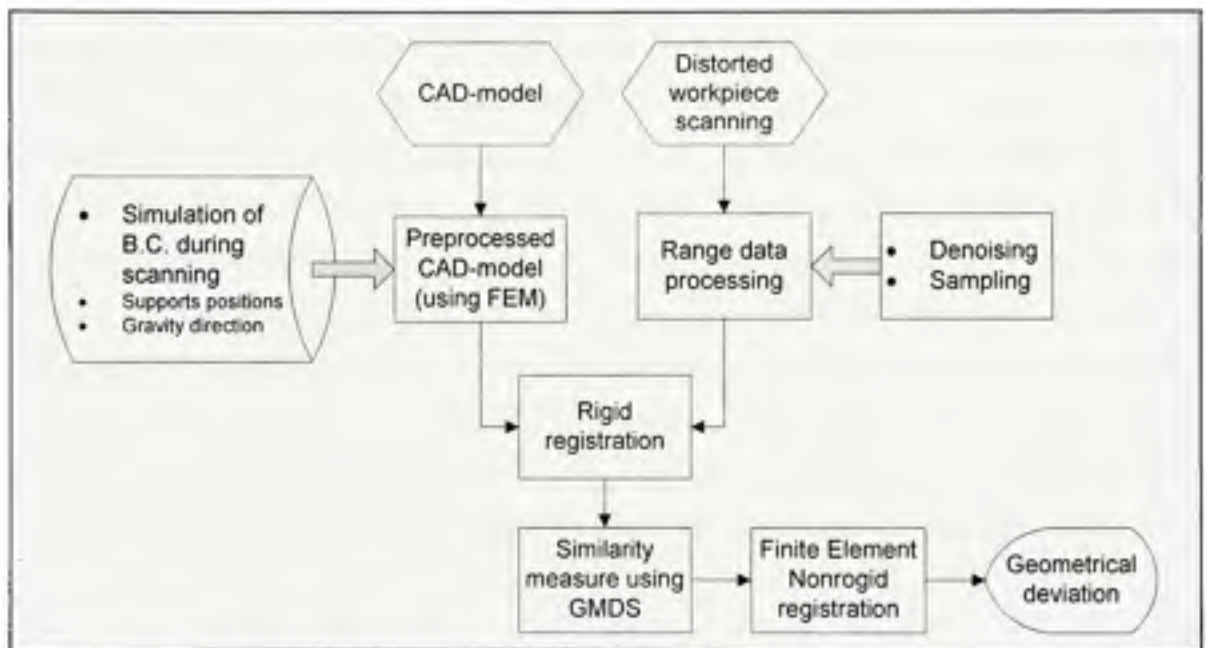 CAD-model
Distorted
workpiece
scanning
• Simulation of
B.C. during
scanning
• Supports positions
• Gravity direction
Preprocessed
CAD-model
(using FEM)
Range data
processing
• Denoising
• Sampling
Rigid
registration
Similarity
measure using
GMDS
Finite Element
Nonrogid
registration
Geometrical
deviation